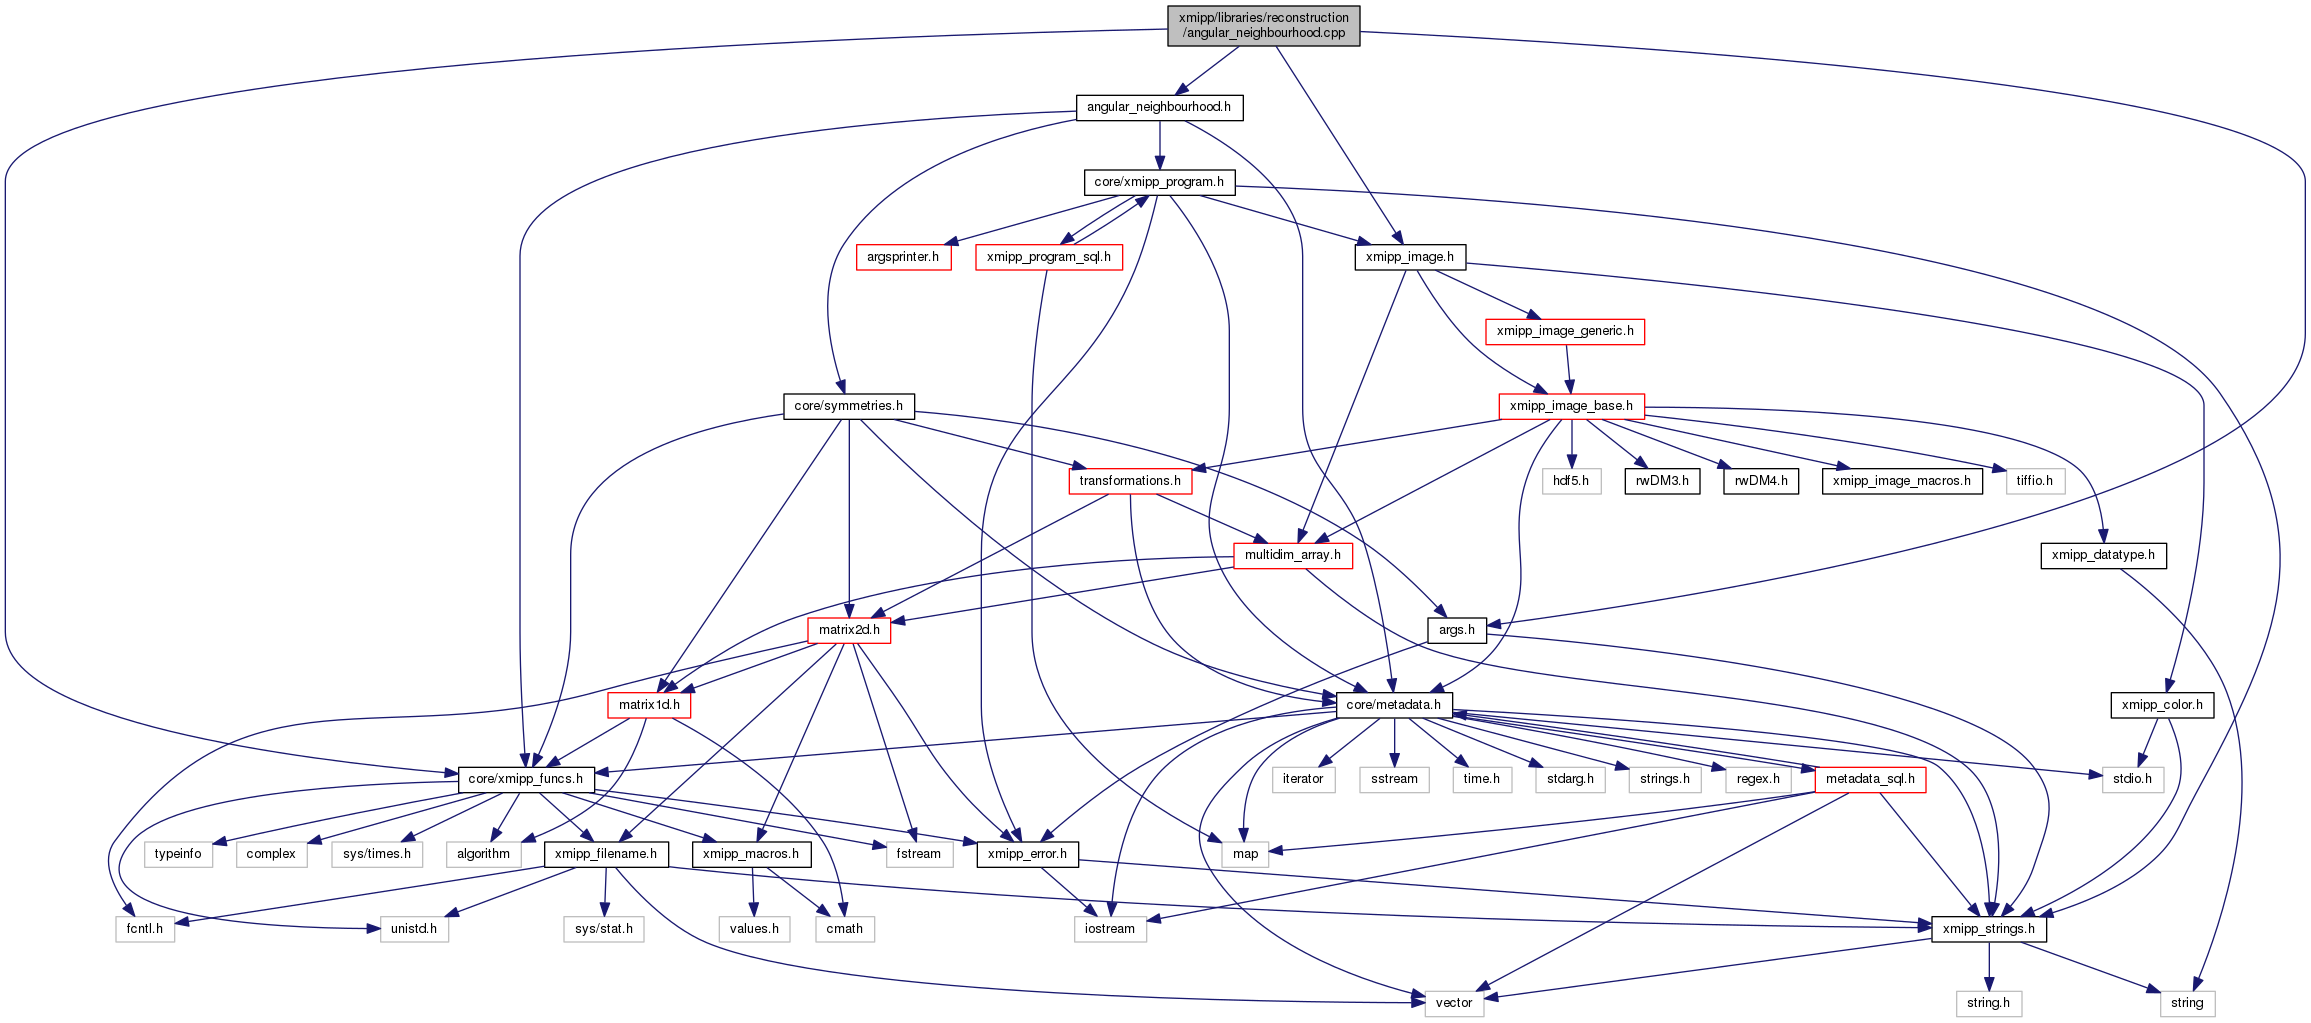 xmipp/libraries/reconstruction
/angular_neighbourhood.cpp
angular_neighbourhood.h
core/xmipp_program.h
argsprinter.h
xmipp_program_sql.h
xmipp_image.h
xmipp_image_generic.h
core/symmetries.h
xmipp_image_base.h
transformations.h
hdf5.h
rwDM3.h
rwDM4.h
xmipp_image_macros.h
tiffio.h
multidim_array.h
xmipp_datatype.h
matrix2d.h
args.h
matrix1d.h
core/metadata.h
xmipp_color.h
core/xmipp_funcs.h
iterator
sstream
time.h
stdarg.h
strings.h
regex.h
metadata_sql.h
stdio.h
typeinfo
complex
sys/times.h
algorithm
xmipp_filename.h
xmipp_macros.h
fstream
xmipp_error.h
map
fcntl.h
unistd.h
sys/stat.h
values.h
cmath
iostream
xmipp_strings.h
vector
string.h
string